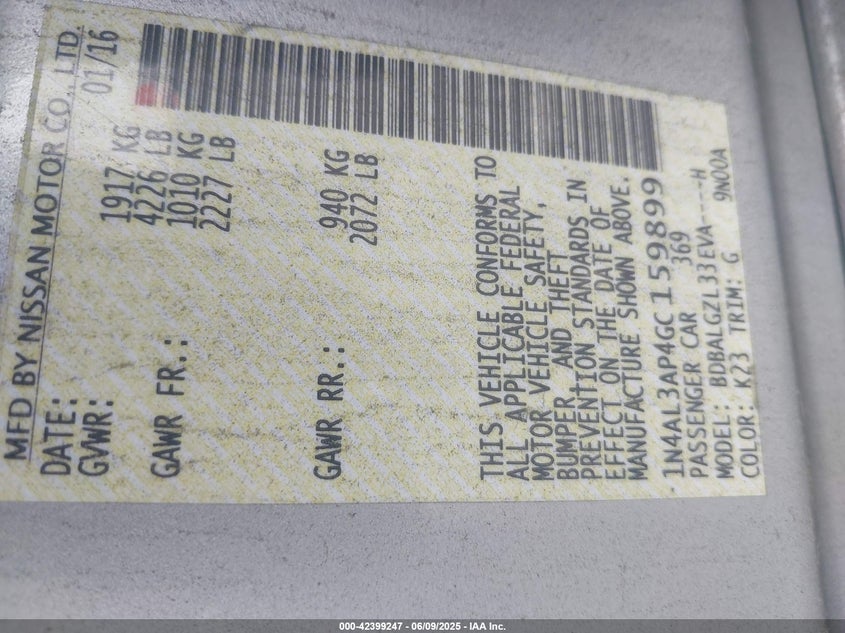 MFD BY NISSAN MOTOR CO., LTD.
DATE: 01/16
GVWR: 1917 KG
4226 LB
GAWR FR.: 1010 KG
2227 LB
GAWR RR.: 940 KG
2072 LB
THIS VEHICLE CONFORMS TO
ALL APPLICABLE FEDERAL
MOTOR VEHICLE SAFETY,
BUMPER, AND THEFT
PREVENTION STANDARDS IN
EFFECT ON THE DATE OF
MANUFACTURE SHOWN ABOVE.
1N4AL3AP4GC159899
PASSENGER CAR 369
MODEL: BDBALGZL33EVA----H
COLOR: K23 TRIM: G 9N00A
000-42399247 - 06/09/2025 - IAA Inc.